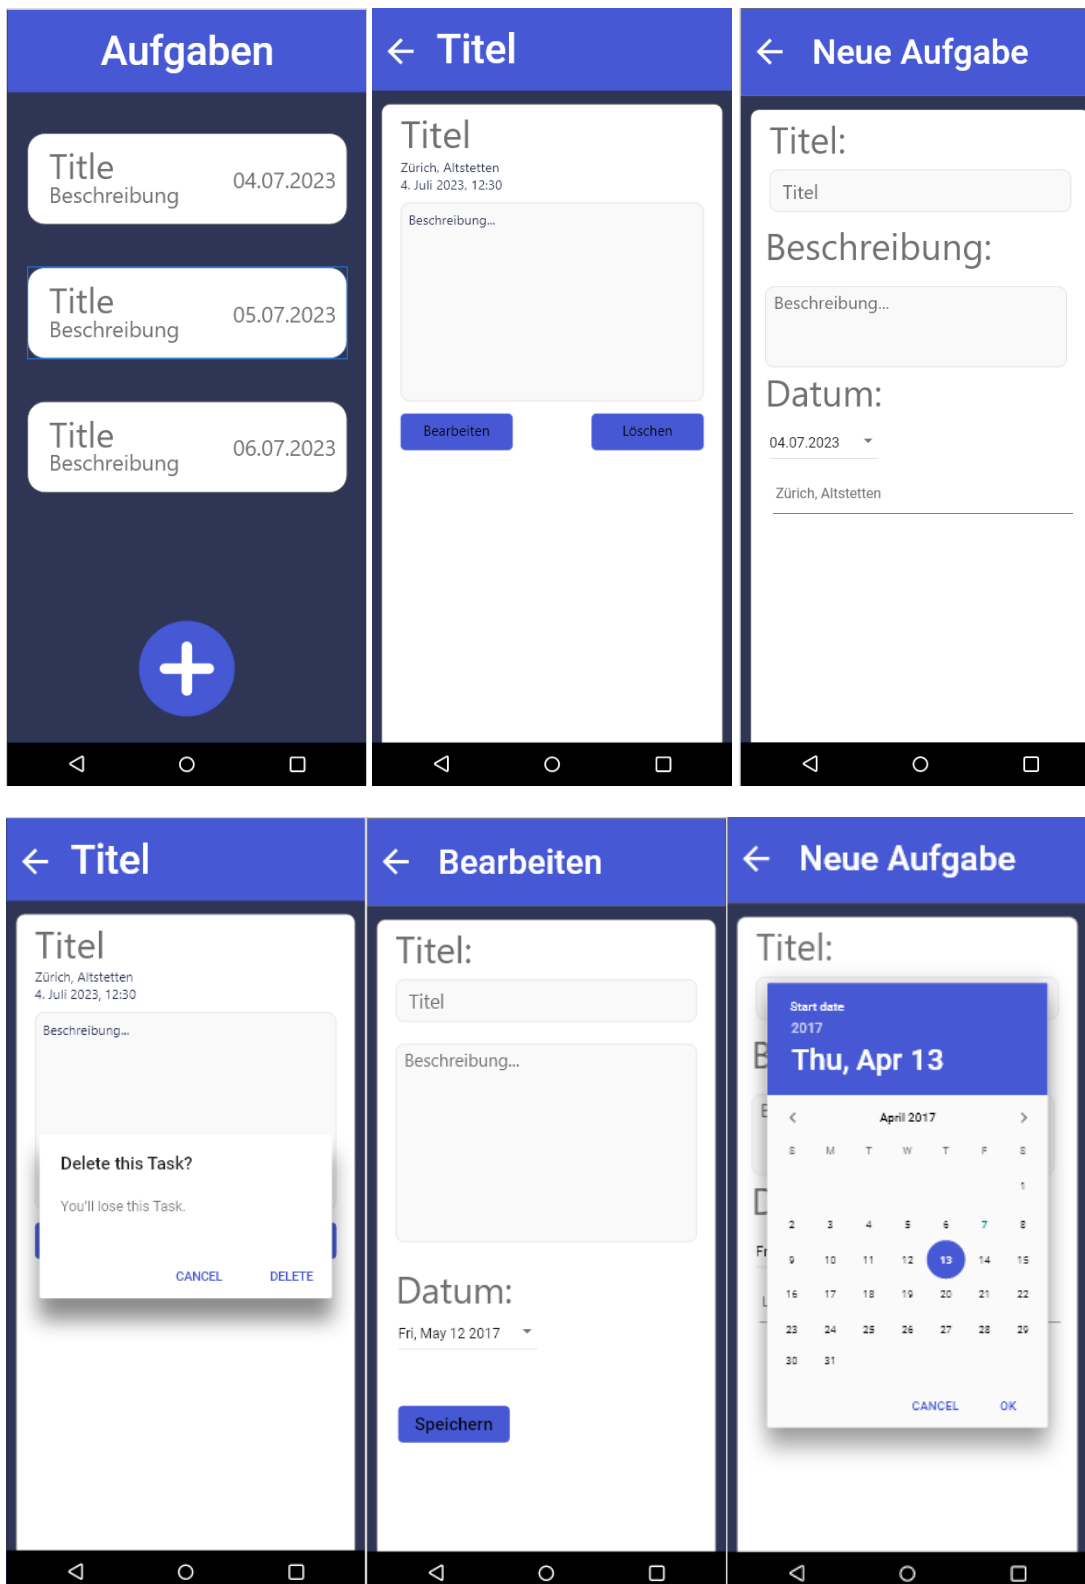 Aufgaben
Title
Beschreibung
04.07.2023
Title
Beschreibung
05.07.2023
Title
Beschreibung
06.07.2023
Titel
Titel
Zürich, Altstetten
4. Juli 2023, 12:30
Beschreibung...
Bearbeiten
Löschen
Neue Aufgabe
Titel:
Titel
Beschreibung:
Beschreibung...
Datum:
04.07.2023
Zürich, Altstetten
Titel
Titel
Zürich, Altstetten
4. Juli 2023, 12:30
Beschreibung...
Delete this Task?
You'll lose this Task.
CANCEL DELETE
Bearbeiten
Titel:
Titel
Beschreibung...
Datum:
Fri, May 12 2017
Speichern
Neue Aufgabe
Titel:
Start date
2017
Thu, Apr 13
April 2017
S M T W T F S
1
2 3 4 5 6 7 8
9 10 11 12 13 14 15
16 17 18 19 20 21 22
23 24 25 26 27 28 29
30 31
CANCEL OK